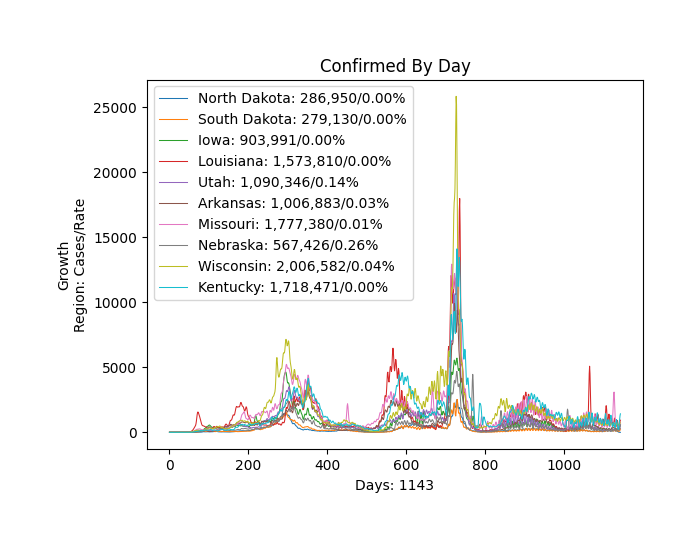 Confirmed By Day
Growth
Region: Cases/Rate
25000
20000
15000
10000
5000
0
North Dakota: 286,950/0.00%
South Dakota: 279,130/0.00%
Iowa: 903,991/0.00%
Louisiana: 1,573,810/0.00%
Utah: 1,090,346/0.14%
Arkansas: 1,006,883/0.03%
Missouri: 1,777,380/0.01%
Nebraska: 567,426/0.26%
Wisconsin: 2,006,582/0.04%
Kentucky: 1,718,471/0.00%
0 200 400 600 800 1000
Days: 1143